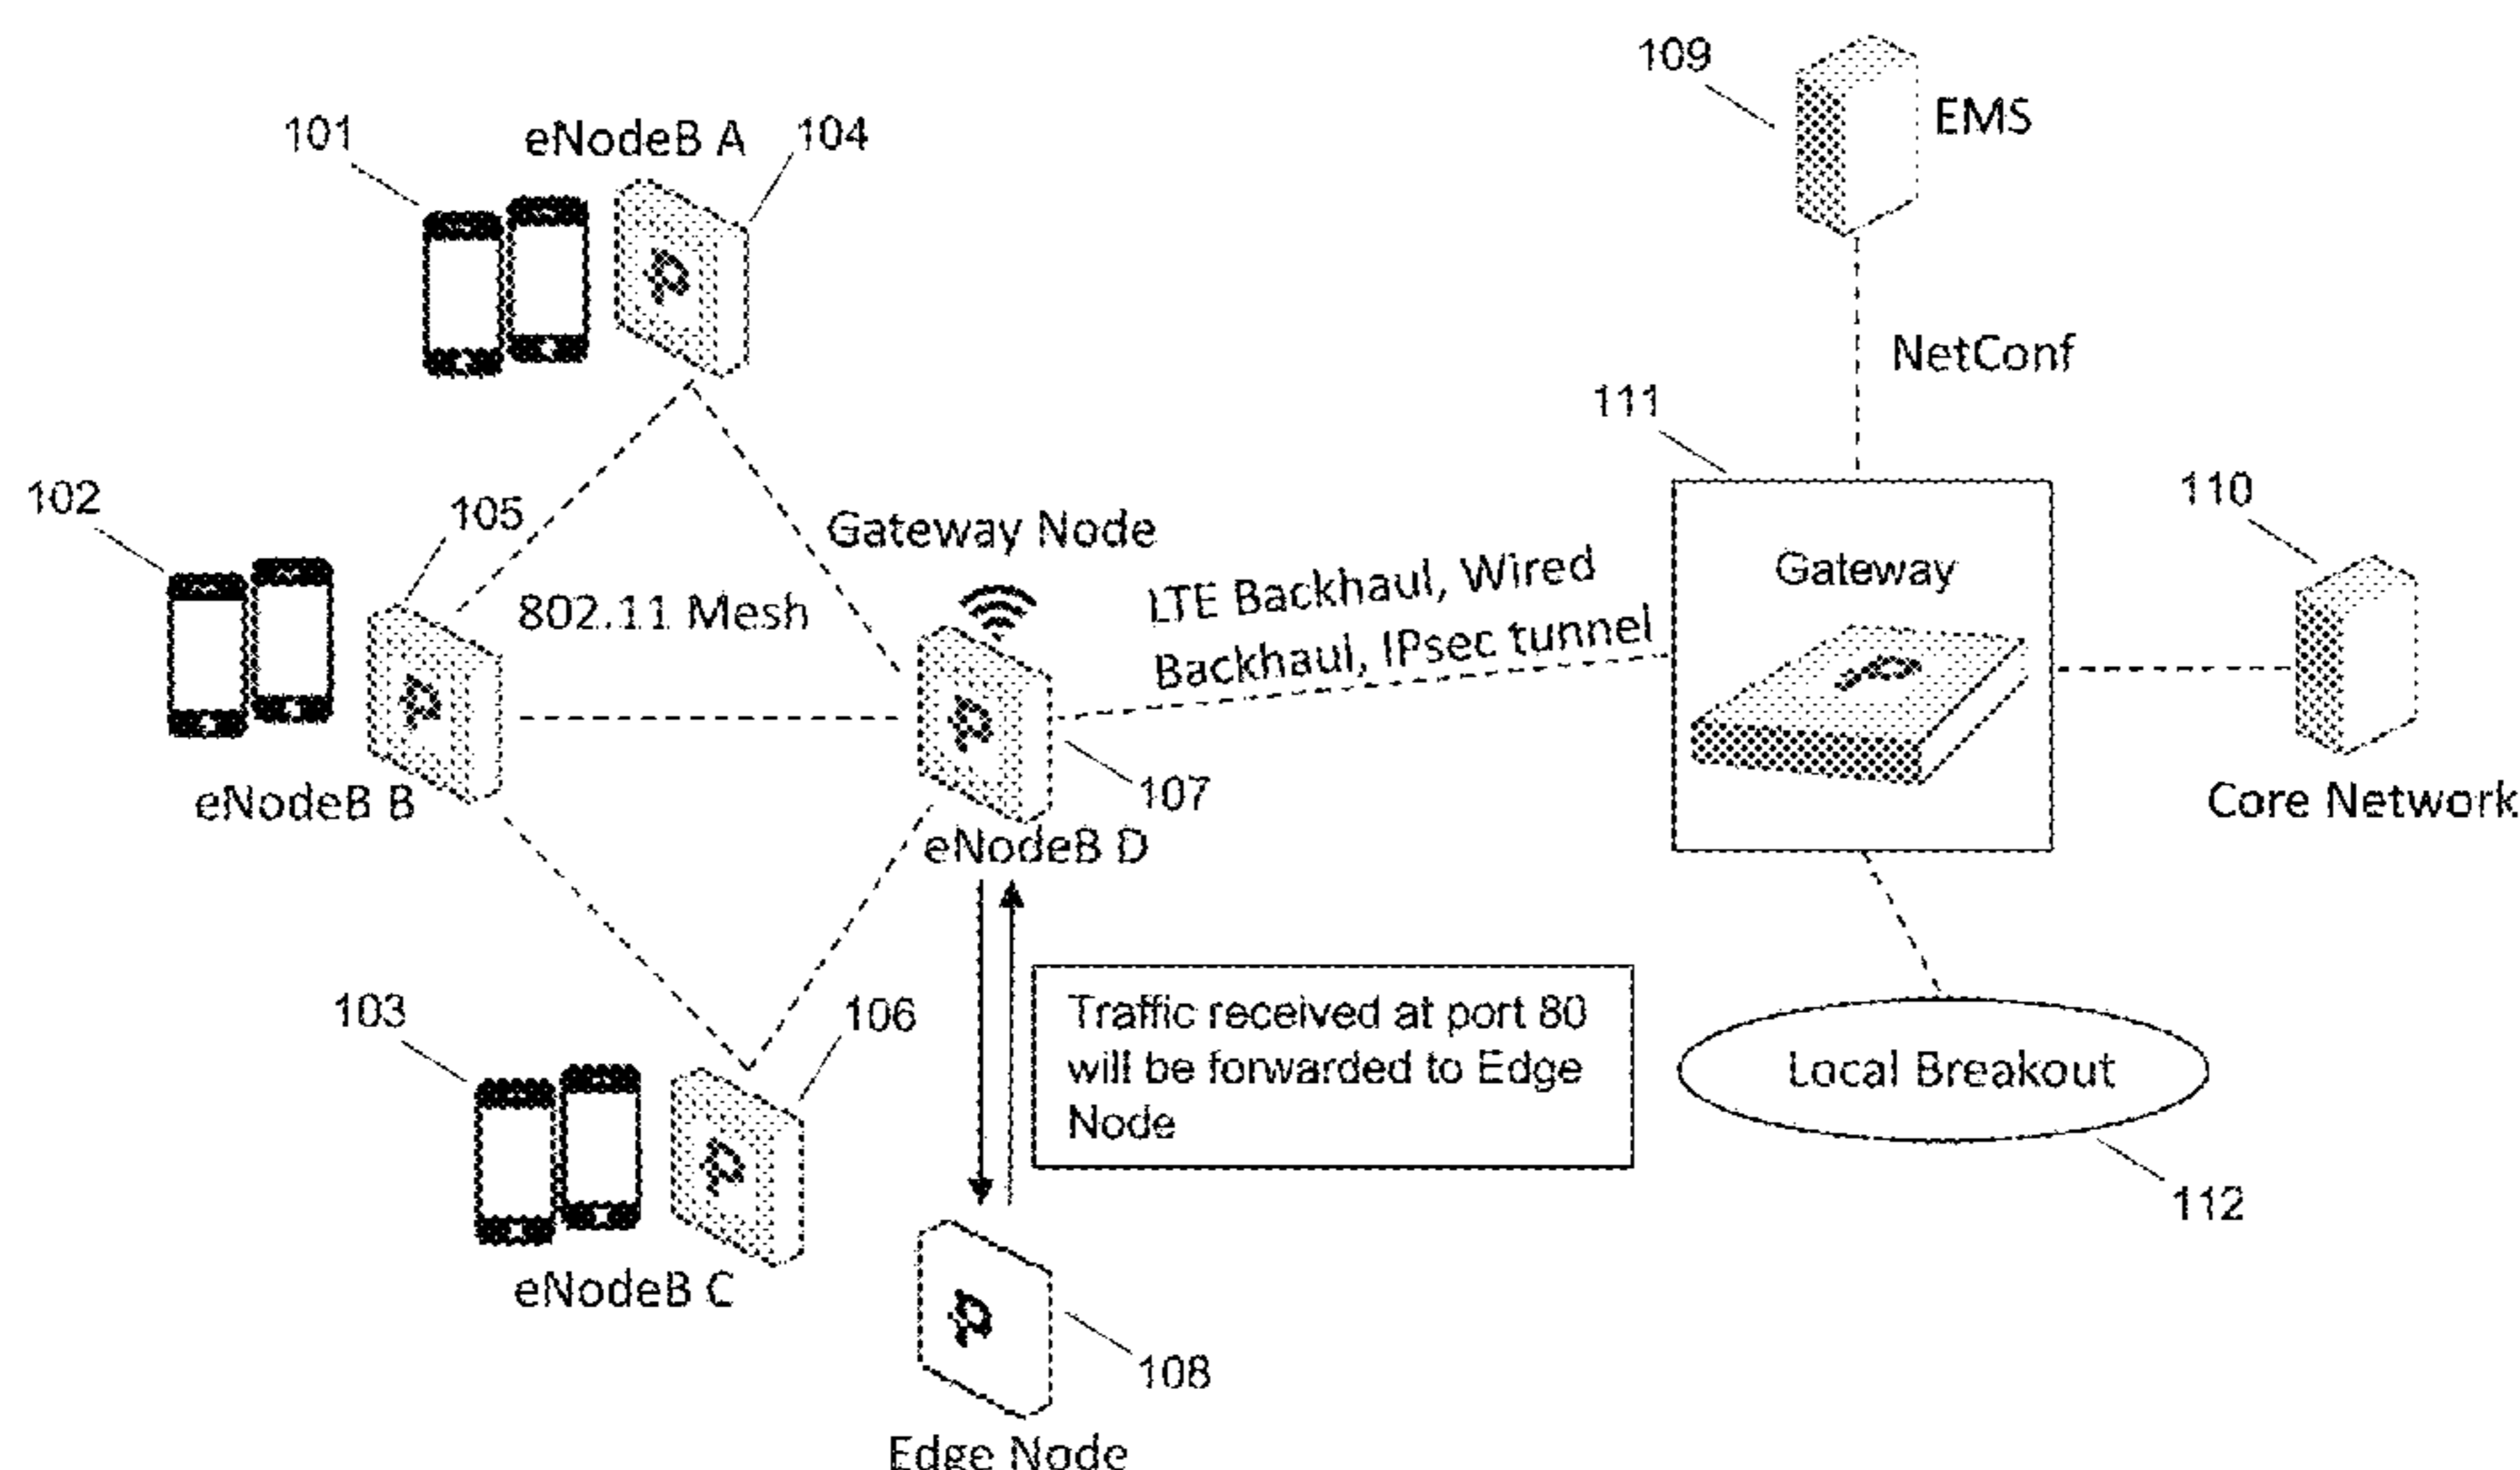 109
EMS
101
eNodeB A
104
NetConf
111
110
102
105
Gateway Node
802.11 Mesh
LTE Backhaul, Wired
Backhaul, IPsec tunnel
Gateway
107
eNodeB B
Core Network
eNodeB D
103
106
Traffic received at port 80
will be forwarded to Edge
Node
Local Breakout
112
eNodeB C
108
Edge Node